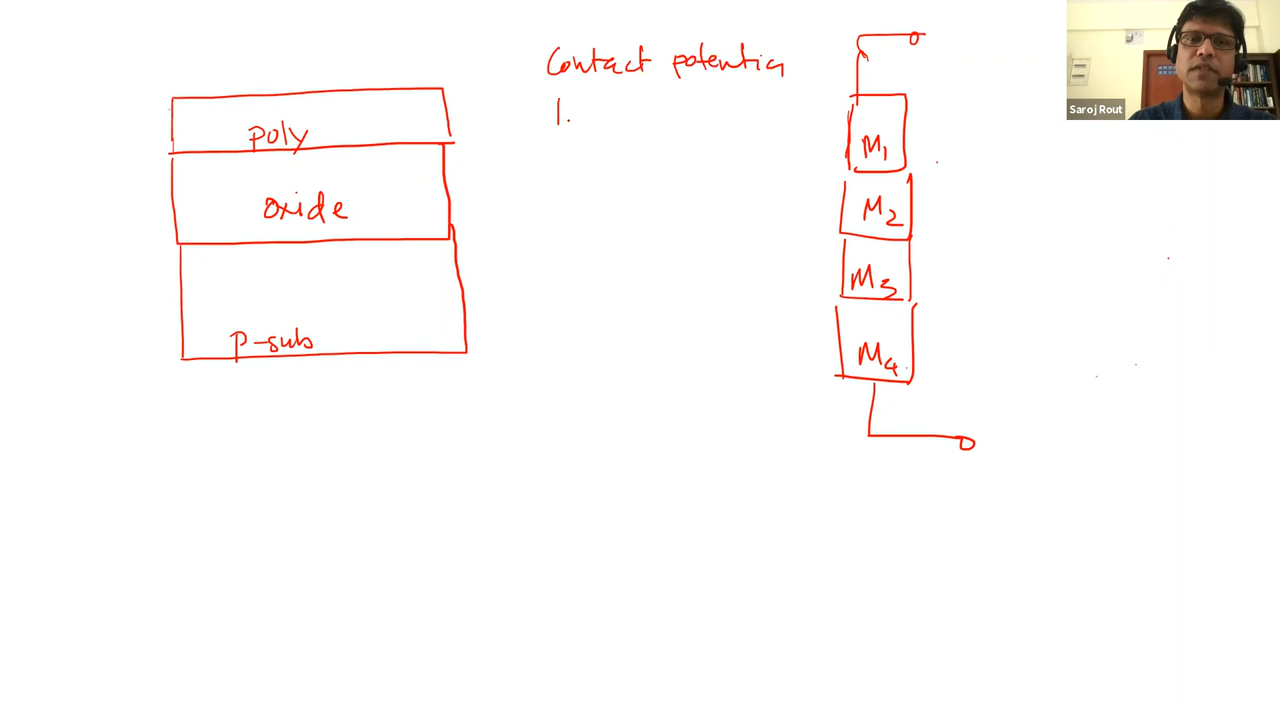 Contact potentia
1.
poly
oxide
p-sub
M1
M2
M3
M4
Saroj Rout